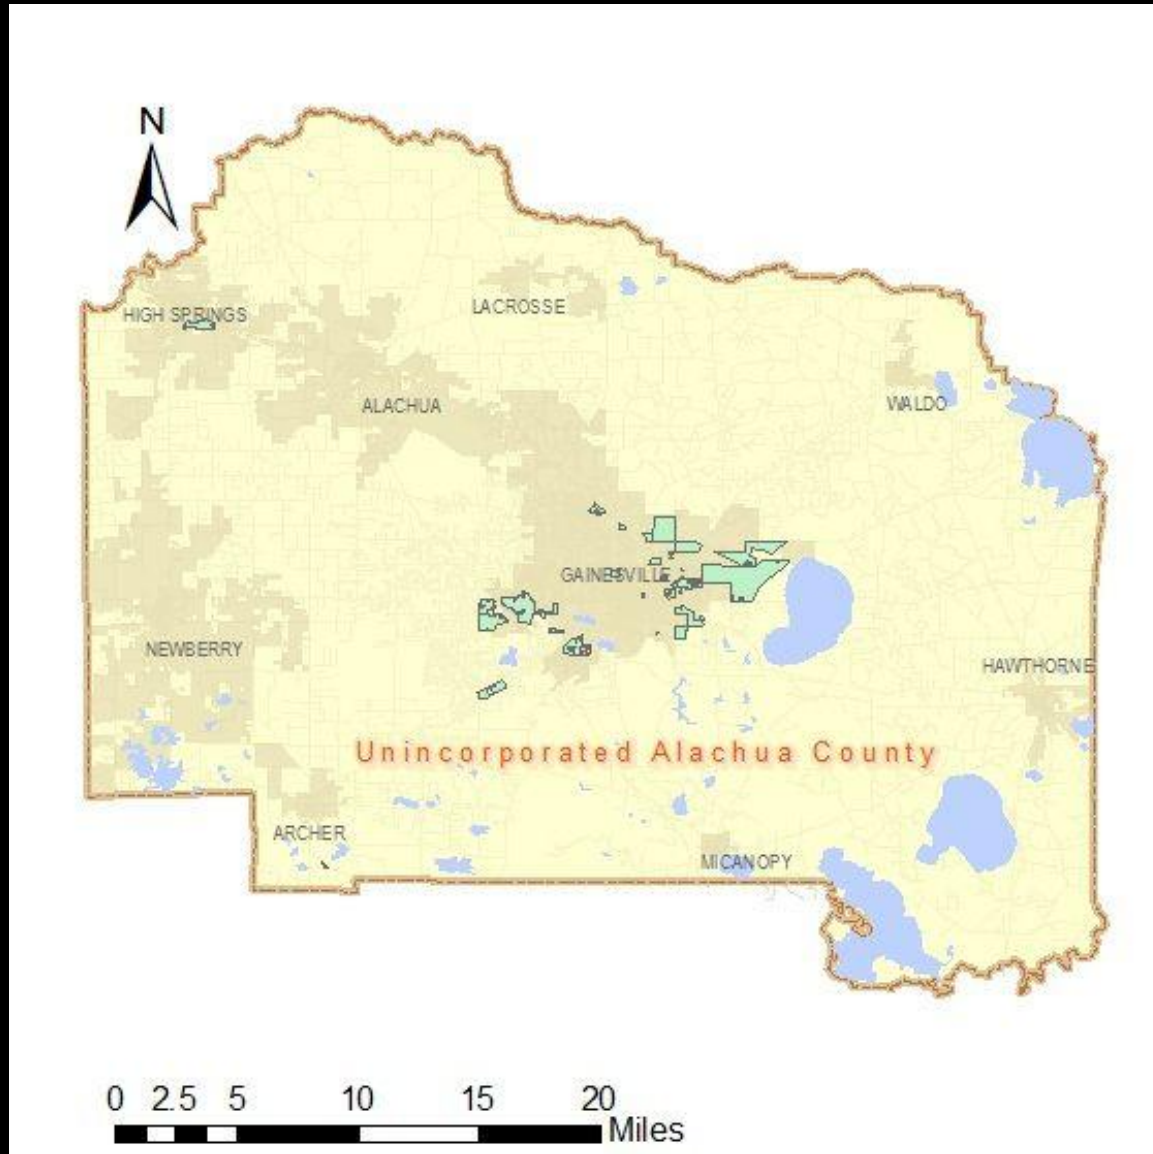 N
HIGH SPRINGS
LACROSSE
ALACHUA
WALDO
GAINESVILLE
NEWBERRY
HAWTHORNE
Unincorporated Alachua County
ARCHER
MICANOPY
0 2.5 5 10 15 20
Miles